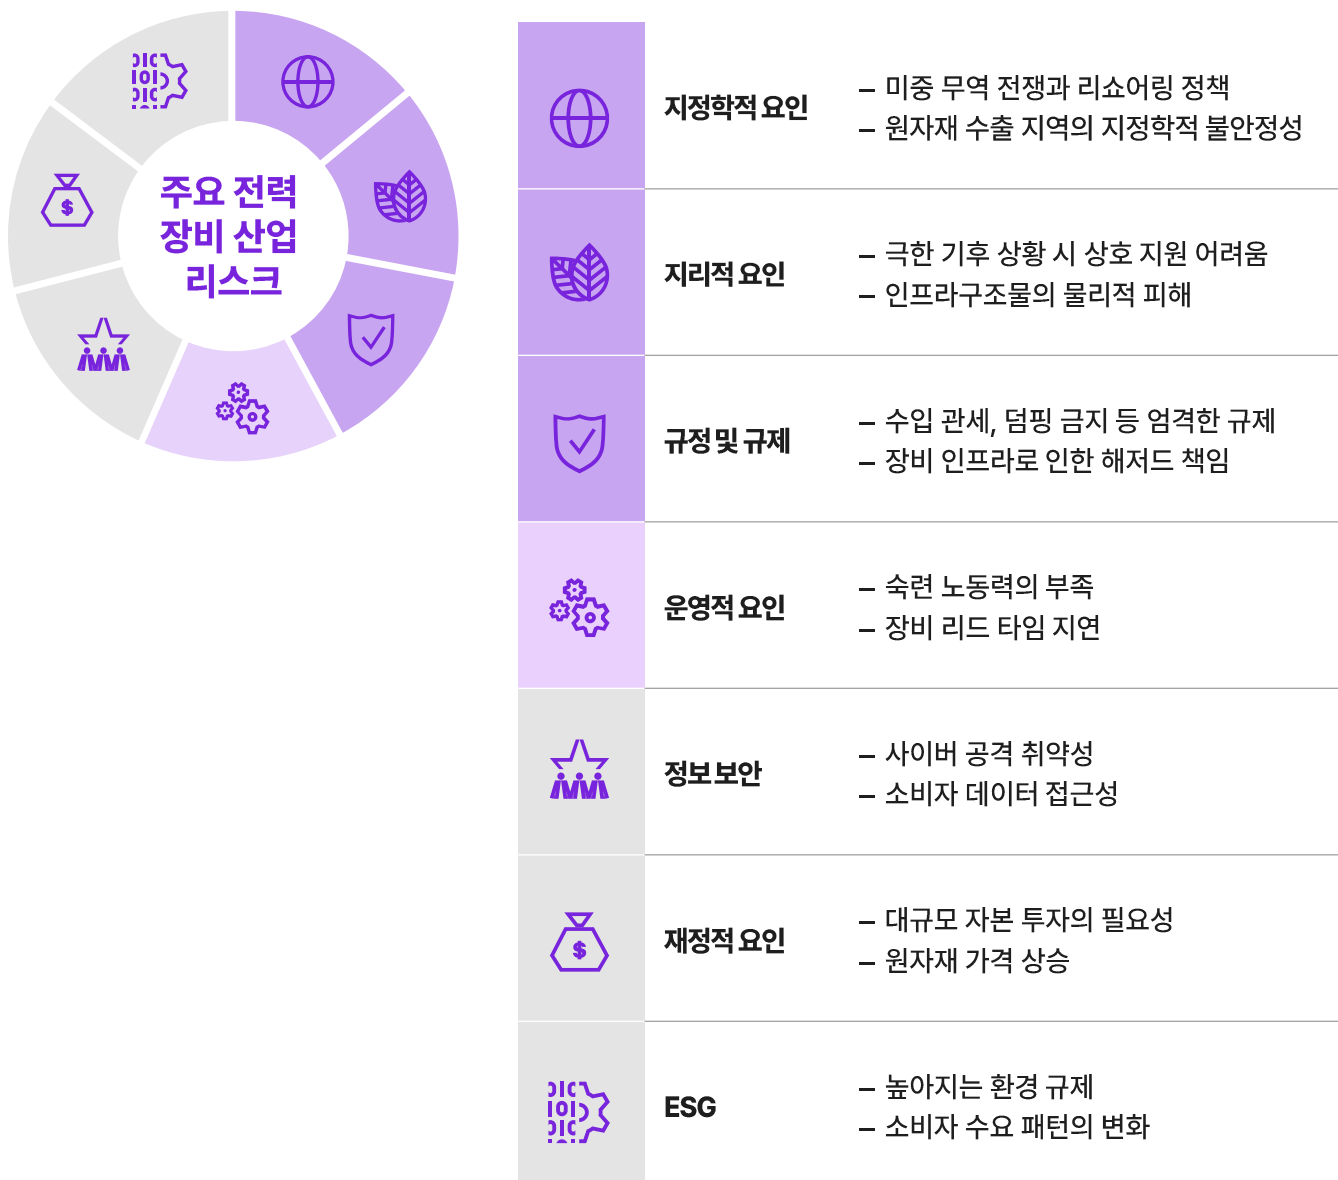 주요 전력
장비 산업
리스크
지정학적 요인
– 미중 무역 전쟁과 리쇼어링 정책
– 원자재 수출 지역의 지정학적 불안정성
지리적 요인
– 극한 기후 상황 시 상호 지원 어려움
– 인프라구조물의 물리적 피해
규정 및 규제
– 수입 관세, 덤핑 금지 등 엄격한 규제
– 장비 인프라로 인한 해저드 책임
운영적 요인
– 숙련 노동력의 부족
– 장비 리드 타임 지연
정보 보안
– 사이버 공격 취약성
– 소비자 데이터 접근성
재정적 요인
– 대규모 자본 투자의 필요성
– 원자재 가격 상승
ESG
– 높아지는 환경 규제
– 소비자 수요 패턴의 변화